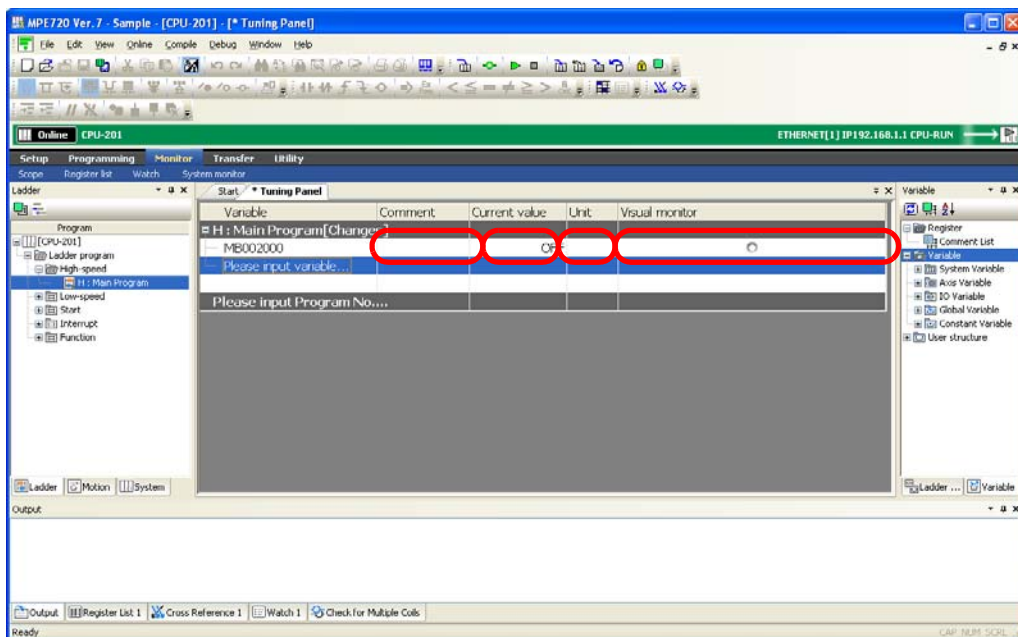 MPE720 Ver.7 - Sample - [CPU-201] - [* Tuning Panel]
File Edit View Online Compile Debug Window Help
Online CPU-201 ETHERNET[1] IP192.168.1.1 CPU-RUN
Setup Programming Monitor Transfer Utility
Scope Register list Watch System monitor
Ladder
Program
[CPU-201]
Ladder program
High-speed
H : Main Program
Low-speed
Start
Interrupt
Function
Ladder Motion System
Start * Tuning Panel
Variable Comment Current value Unit Visual monitor
H : Main Program[Changer]
MB002000 OFF
Please input variable...
Please input Program No....
Variable
Register
Comment List
Variable
System Variable
Axis Variable
IO Variable
Global Variable
Constant Variable
User structure
Ladder ... Variable
Output
Output Register List 1 Cross Reference 1 Watch 1 Check for Multiple Coils
Ready CAP NUM SCRL